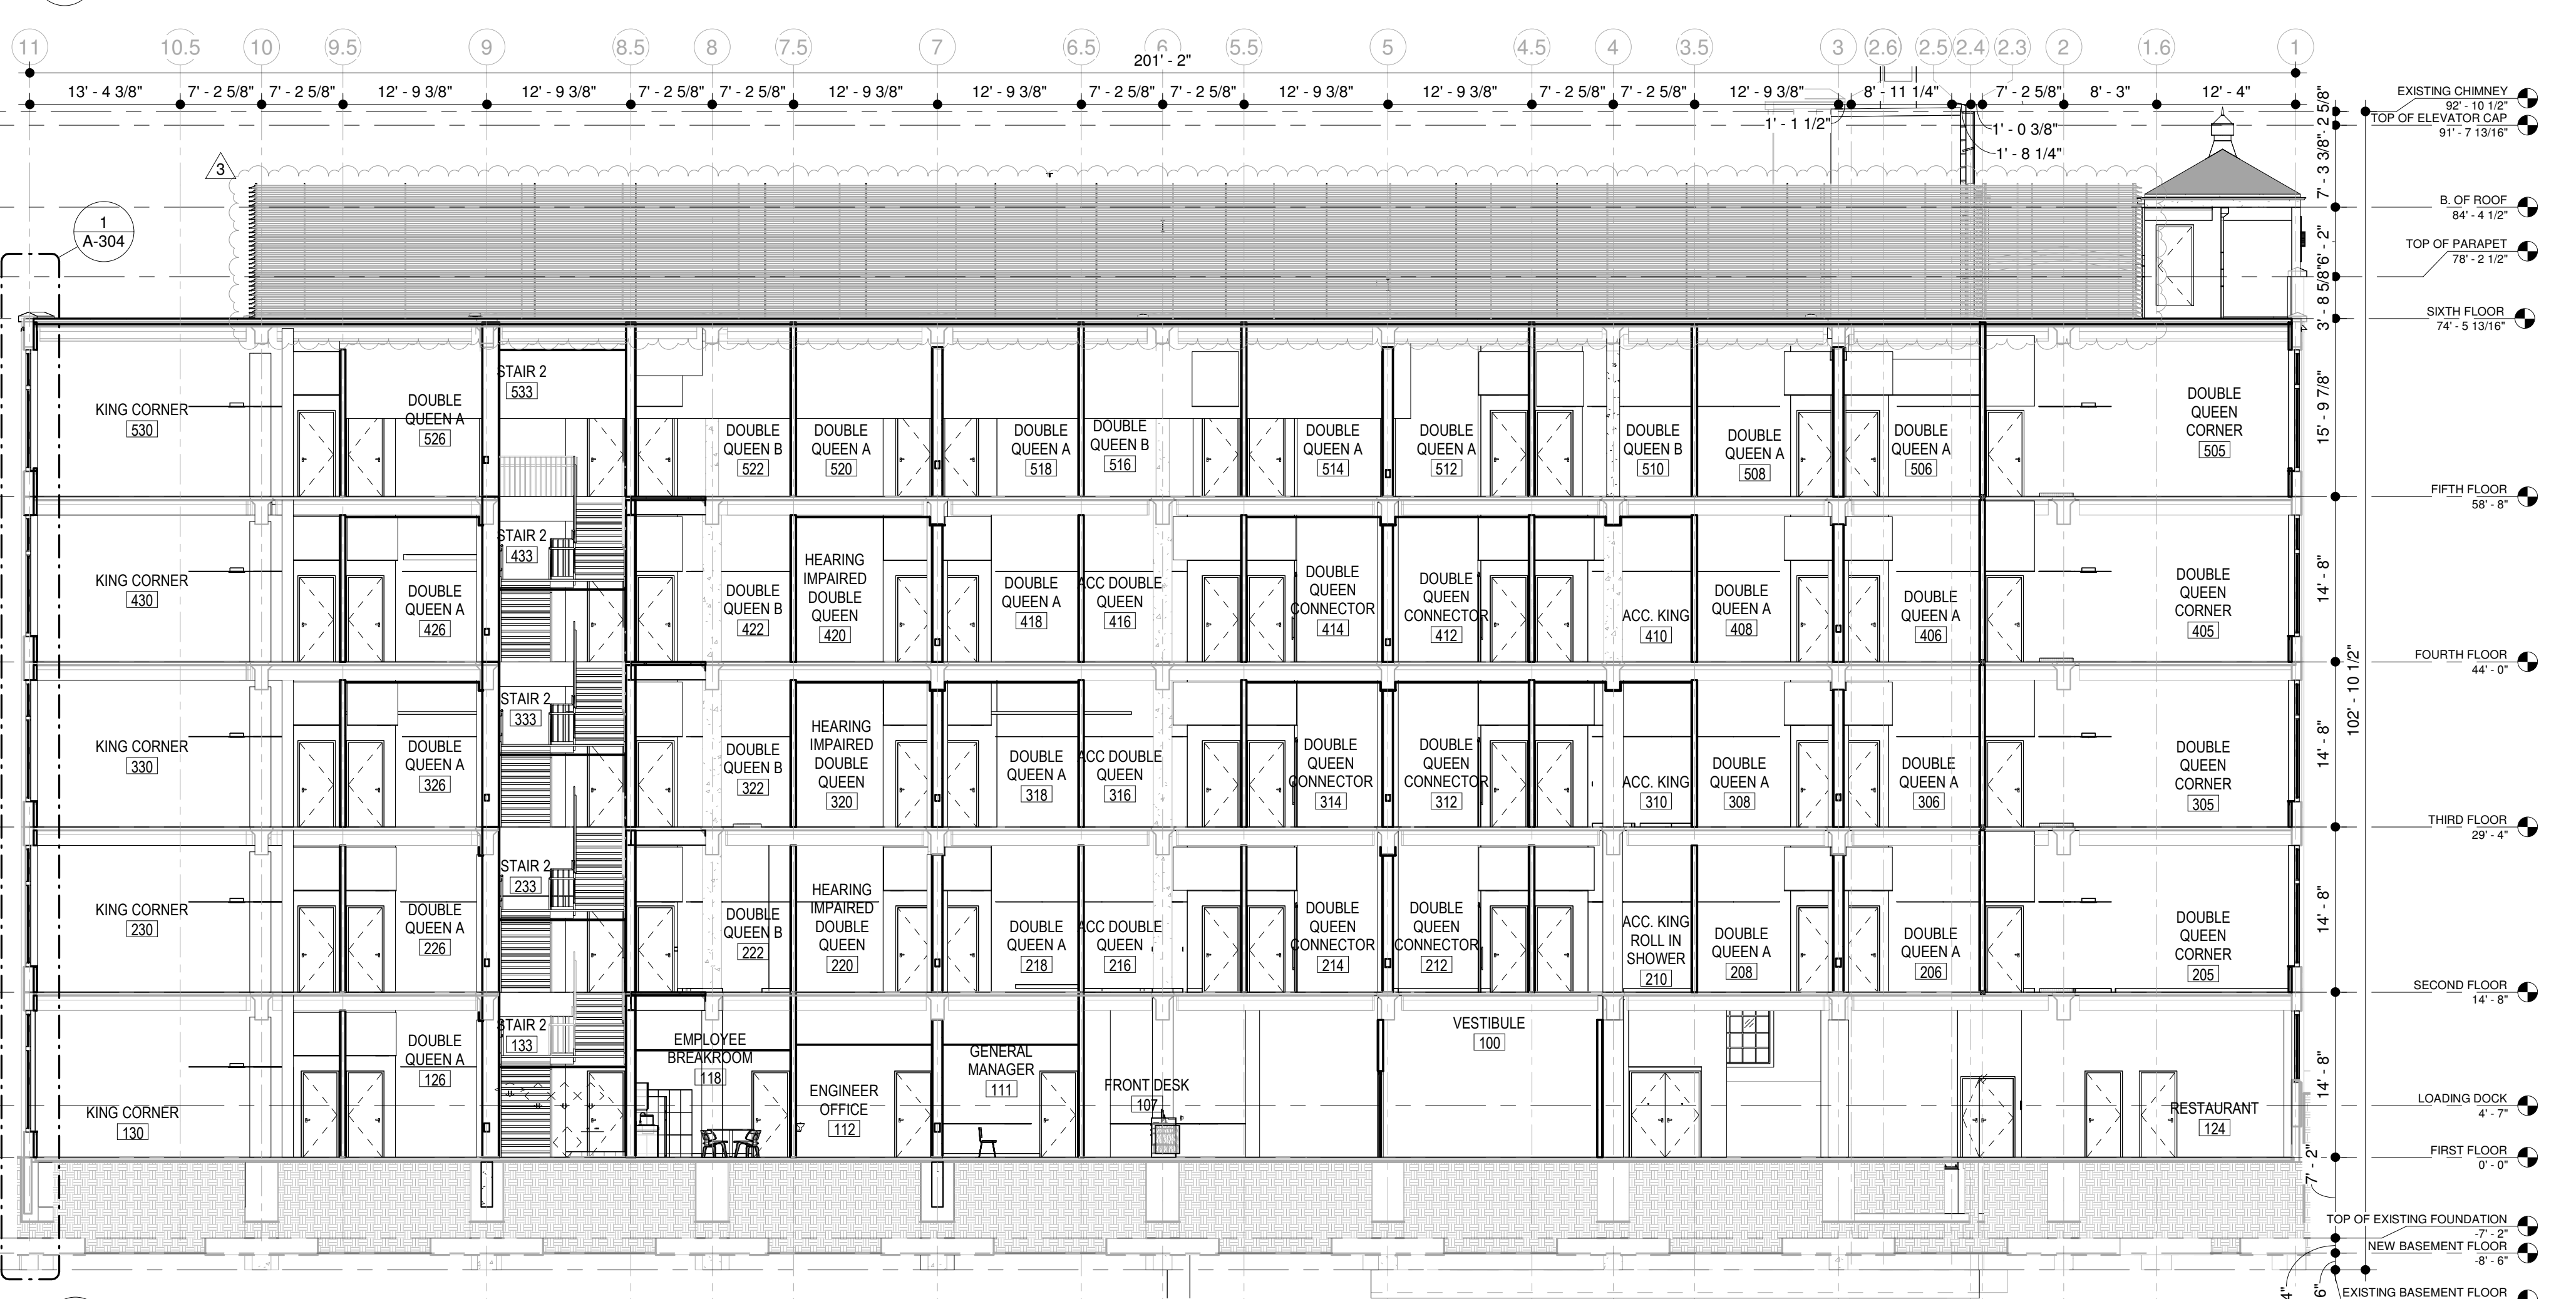 11 10.5 10 9.5 9 8.5 8 7.5 7 6.5 6 5.5 5 4.5 4 3.5 3 2.6 2.5 2.4 2.3 2 1.6 1
201' - 2"
13' - 4 3/8" 7' - 2 5/8" 7' - 2 5/8" 12' - 9 3/8" 12' - 9 3/8" 7' - 2 5/8" 7' - 2 5/8" 12' - 9 3/8" 12' - 9 3/8" 7' - 2 5/8" 7' - 2 5/8" 12' - 9 3/8" 12' - 9 3/8" 7' - 2 5/8" 7' - 2 5/8" 12' - 9 3/8" 8' - 11 1/4" 7' - 2 5/8" 8' - 3" 12' - 4"
1' - 1 1/2" 1' - 0 3/8"
1' - 8 1/4"
3
1
A-304
EXISTING CHIMNEY
92' - 10 1/2"
TOP OF ELEVATOR CAP
91' - 7 13/16"
B. OF ROOF
84' - 4 1/2"
TOP OF PARAPET
78' - 2 1/2"
SIXTH FLOOR
74' - 5 13/16"
FIFTH FLOOR
58' - 8"
FOURTH FLOOR
44' - 0"
THIRD FLOOR
29' - 4"
SECOND FLOOR
14' - 8"
LOADING DOCK
4' - 7"
FIRST FLOOR
0' - 0"
TOP OF EXISTING FOUNDATION
-7' - 2"
NEW BASEMENT FLOOR
-8' - 6"
EXISTING BASEMENT FLOOR
2 5/8"
7' - 3 3/8"
6' - 2"
3' - 8 5/8"
15' - 9 7/8"
14' - 8"
14' - 8"
14' - 8"
14' - 8"
7' - 2"
102' - 10 1/2"
KING CORNER
530
DOUBLE
QUEEN A
526
STAIR 2
533
DOUBLE
QUEEN B
522
DOUBLE
QUEEN A
520
DOUBLE
QUEEN A
518
DOUBLE
QUEEN B
516
DOUBLE
QUEEN A
514
DOUBLE
QUEEN A
512
DOUBLE
QUEEN B
510
DOUBLE
QUEEN A
508
DOUBLE
QUEEN A
506
DOUBLE
QUEEN
CORNER
505
KING CORNER
430
DOUBLE
QUEEN A
426
STAIR 2
433
DOUBLE
QUEEN B
422
HEARING
IMPAIRED
DOUBLE
QUEEN
420
DOUBLE
QUEEN A
418
ACC DOUBLE
QUEEN
416
DOUBLE
QUEEN
CONNECTOR
414
DOUBLE
QUEEN
CONNECTOR
412
ACC. KING
410
DOUBLE
QUEEN A
408
DOUBLE
QUEEN A
406
DOUBLE
QUEEN
CORNER
405
KING CORNER
330
DOUBLE
QUEEN A
326
STAIR 2
333
DOUBLE
QUEEN B
322
HEARING
IMPAIRED
DOUBLE
QUEEN
320
DOUBLE
QUEEN A
318
ACC DOUBLE
QUEEN
316
DOUBLE
QUEEN
CONNECTOR
314
DOUBLE
QUEEN
CONNECTOR
312
ACC. KING
310
DOUBLE
QUEEN A
308
DOUBLE
QUEEN A
306
DOUBLE
QUEEN
CORNER
305
KING CORNER
230
DOUBLE
QUEEN A
226
STAIR 2
233
DOUBLE
QUEEN B
222
HEARING
IMPAIRED
DOUBLE
QUEEN
220
DOUBLE
QUEEN A
218
ACC DOUBLE
QUEEN
216
DOUBLE
QUEEN
CONNECTOR
214
DOUBLE
QUEEN
CONNECTOR
212
ACC. KING
ROLL IN
SHOWER
210
DOUBLE
QUEEN A
208
DOUBLE
QUEEN A
206
DOUBLE
QUEEN
CORNER
205
KING CORNER
130
DOUBLE
QUEEN A
126
STAIR 2
133
EMPLOYEE
BREAKROOM
118
ENGINEER
OFFICE
112
GENERAL
MANAGER
111
FRONT DESK
107
VESTIBULE
100
RESTAURANT
124